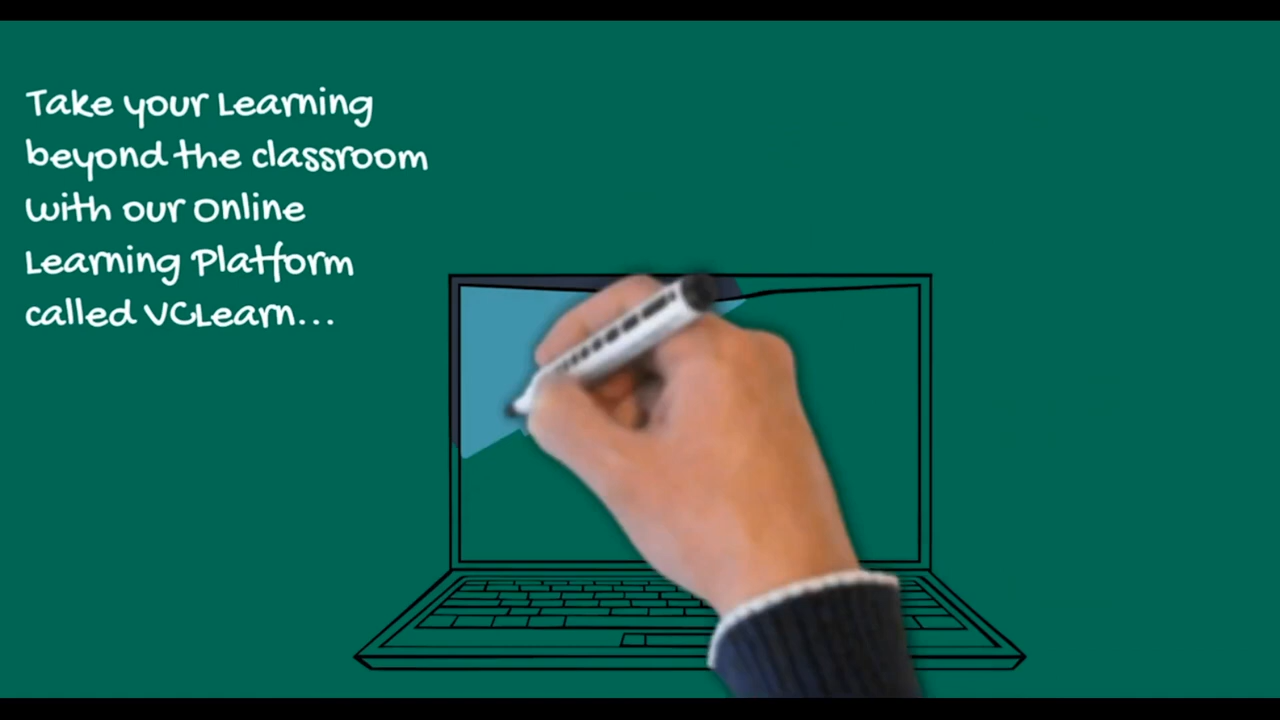 Take your Learning
beyond the classroom
with our Online
Learning Platform
called VCLearn...